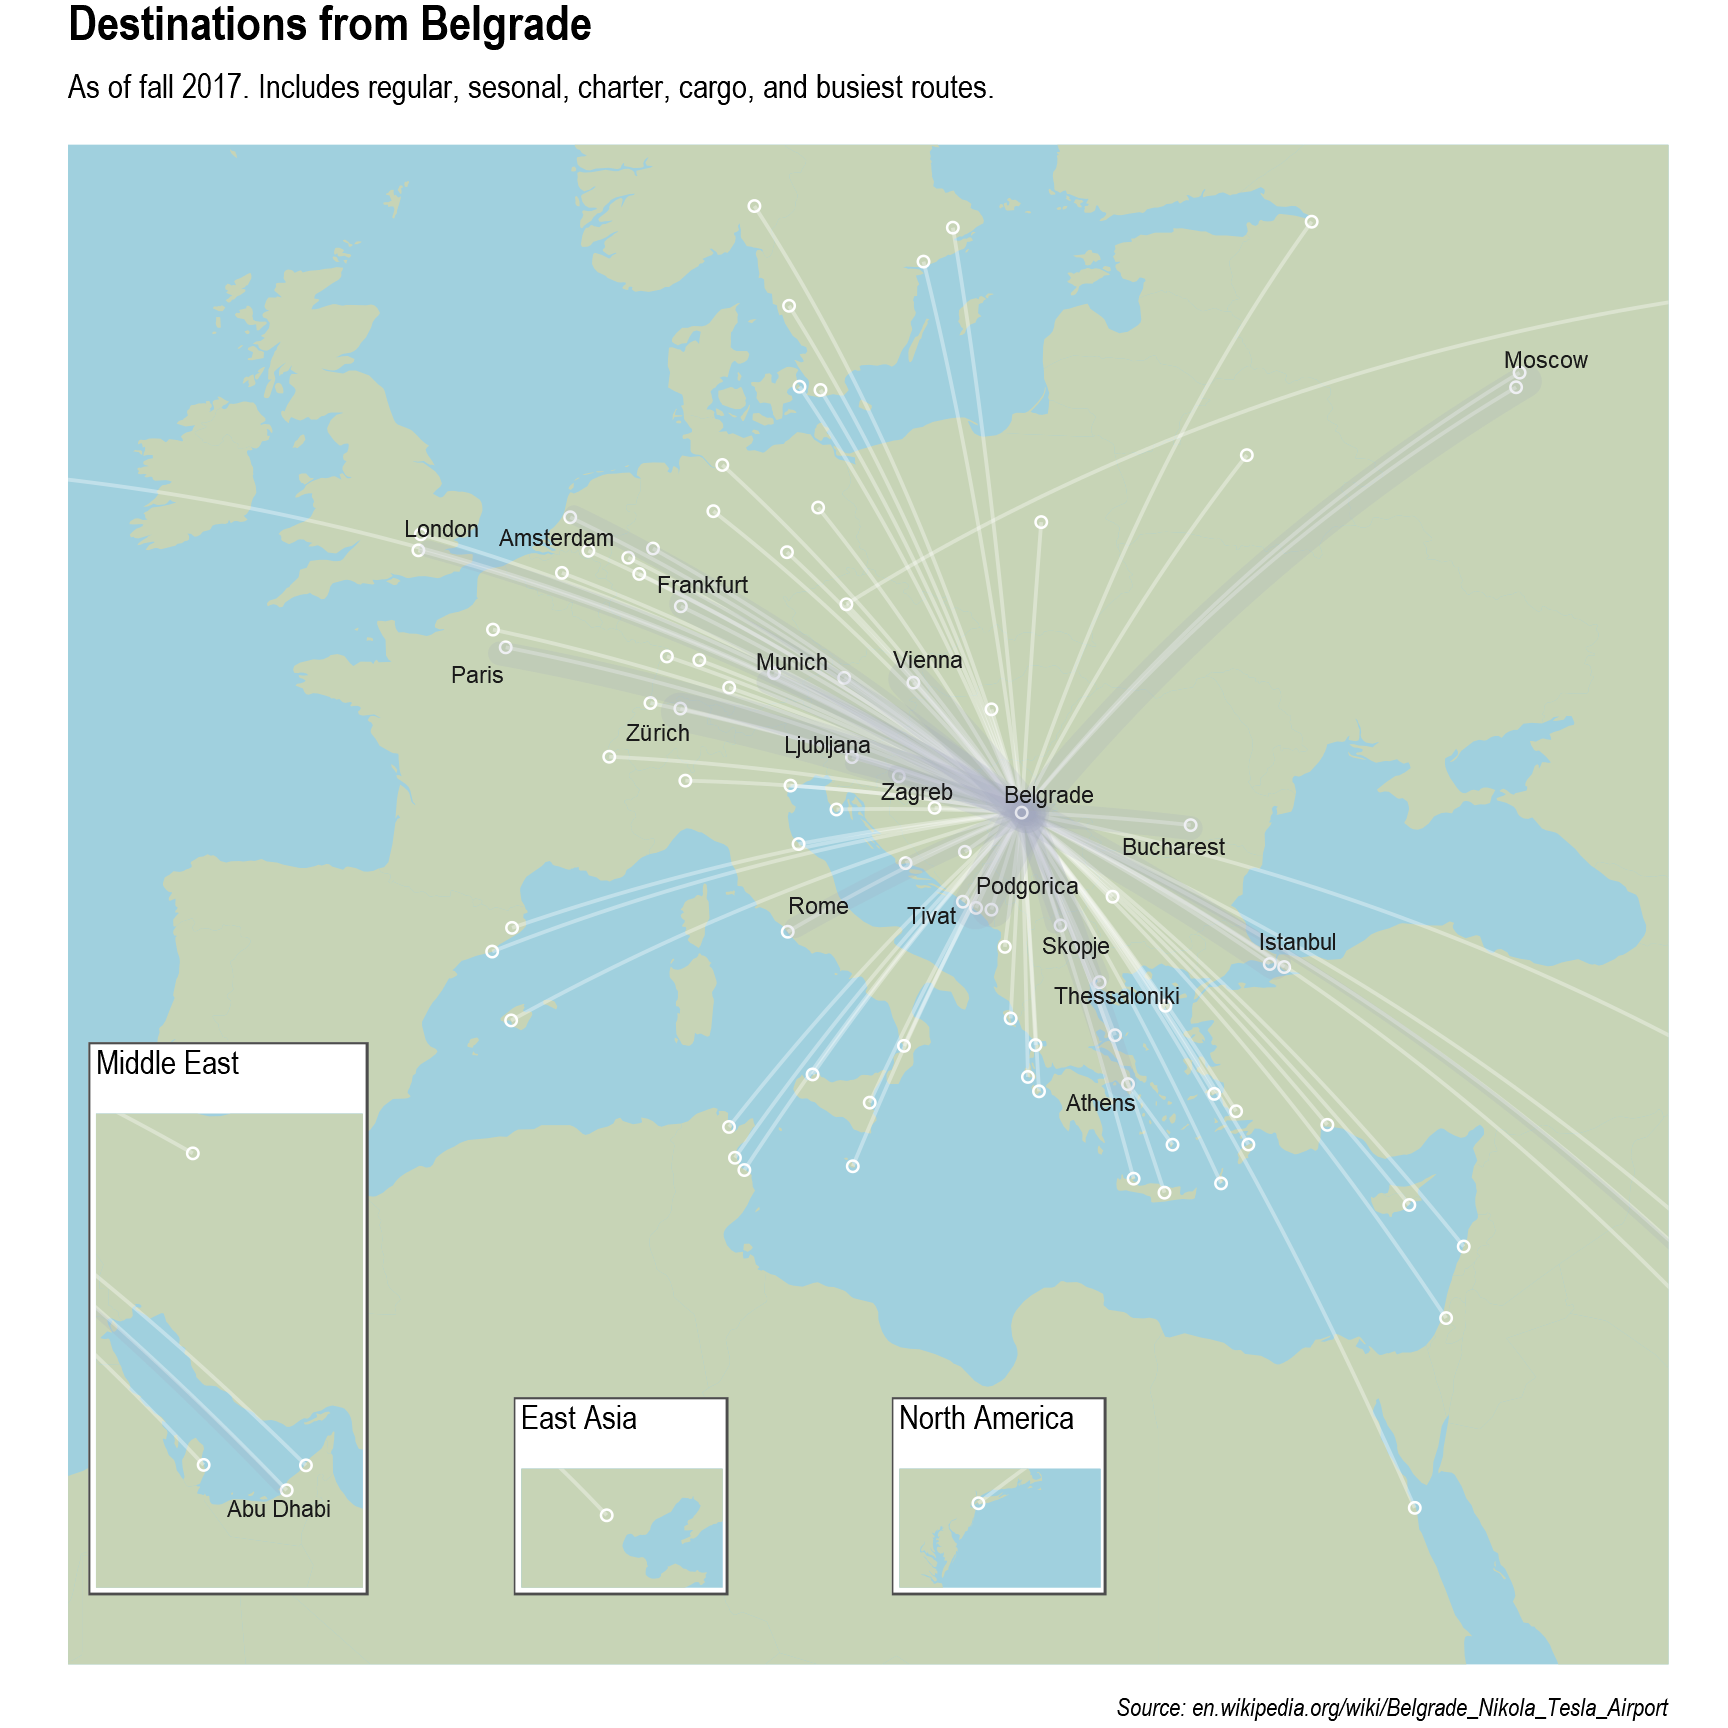 Destinations from Belgrade
As of fall 2017. Includes regular, sesonal, charter, cargo, and busiest routes.
Moscow
London
Amsterdam
Frankfurt
Munich
Vienna
Paris
Zürich
Ljubljana
Zagreb
Belgrade
Bucharest
Podgorica
Rome
Tivat
Skopje
Istanbul
Thessaloniki
Athens
Middle East
Abu Dhabi
East Asia
North America
Source: en.wikipedia.org/wiki/Belgrade_Nikola_Tesla_Airport